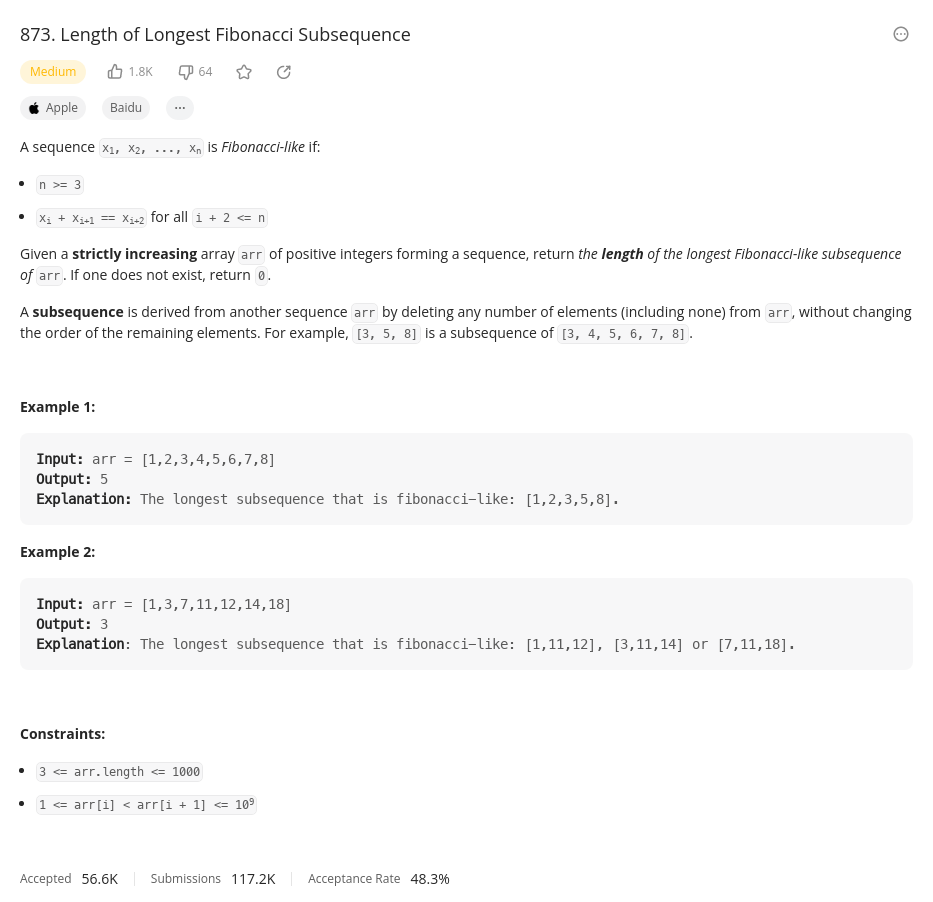 873. Length of Longest Fibonacci Subsequence
Medium 1.8K 64
Apple Baidu ...
A sequence x1, x2, ..., xn is Fibonacci-like if:
• n >= 3
• xi + xi+1 == xi+2 for all i + 2 <= n
Given a strictly increasing array arr of positive integers forming a sequence, return the length of the longest Fibonacci-like subsequence
of arr. If one does not exist, return 0.
A subsequence is derived from another sequence arr by deleting any number of elements (including none) from arr, without changing
the order of the remaining elements. For example, [3, 5, 8] is a subsequence of [3, 4, 5, 6, 7, 8].
Example 1:
Input: arr = [1,2,3,4,5,6,7,8]
Output: 5
Explanation: The longest subsequence that is fibonacci-like: [1,2,3,5,8].
Example 2:
Input: arr = [1,3,7,11,12,14,18]
Output: 3
Explanation: The longest subsequence that is fibonacci-like: [1,11,12], [3,11,14] or [7,11,18].
Constraints:
• 3 <= arr.length <= 1000
• 1 <= arr[i] < arr[i + 1] <= 10⁹
Accepted 56.6K Submissions 117.2K Acceptance Rate 48.3%